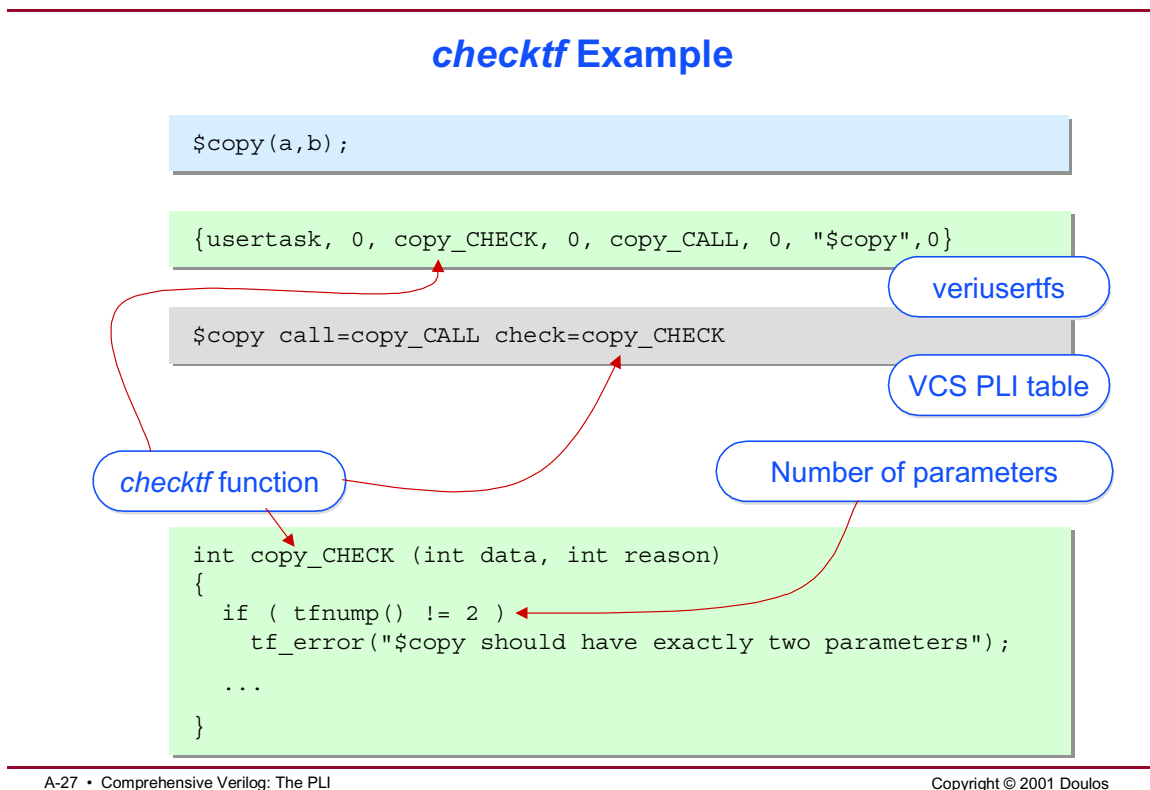 checktf Example
$copy(a,b);
{usertask, 0, copy_CHECK, 0, copy_CALL, 0, "$copy",0}
veriusertfs
$copy call=copy_CALL check=copy_CHECK
VCS PLI table
checktf function
Number of parameters
int copy_CHECK (int data, int reason)
{
  if ( tfnump() != 2 )
    tf_error("$copy should have exactly two parameters");
  ...
}
A-27 • Comprehensive Verilog: The PLI
Copyright © 2001 Doulos